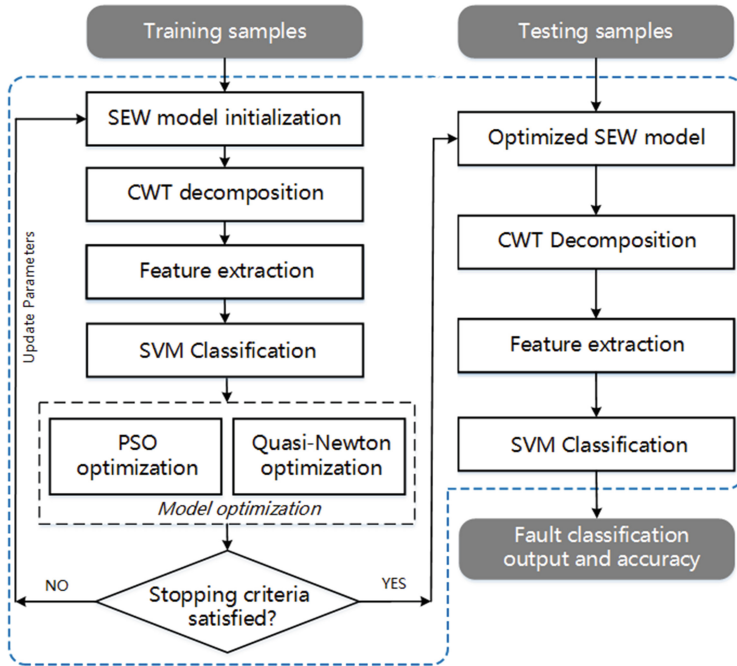 Training samples
SEW model initialization
CWT decomposition
Feature extraction
SVM Classification
PSO
optimization
Quasi-Newton
optimization
Model optimization
Stopping criteria
satisfied?
NO
YES
Update Parameters
Testing samples
Optimized SEW model
CWT Decomposition
Feature extraction
SVM Classification
Fault classification
output and accuracy